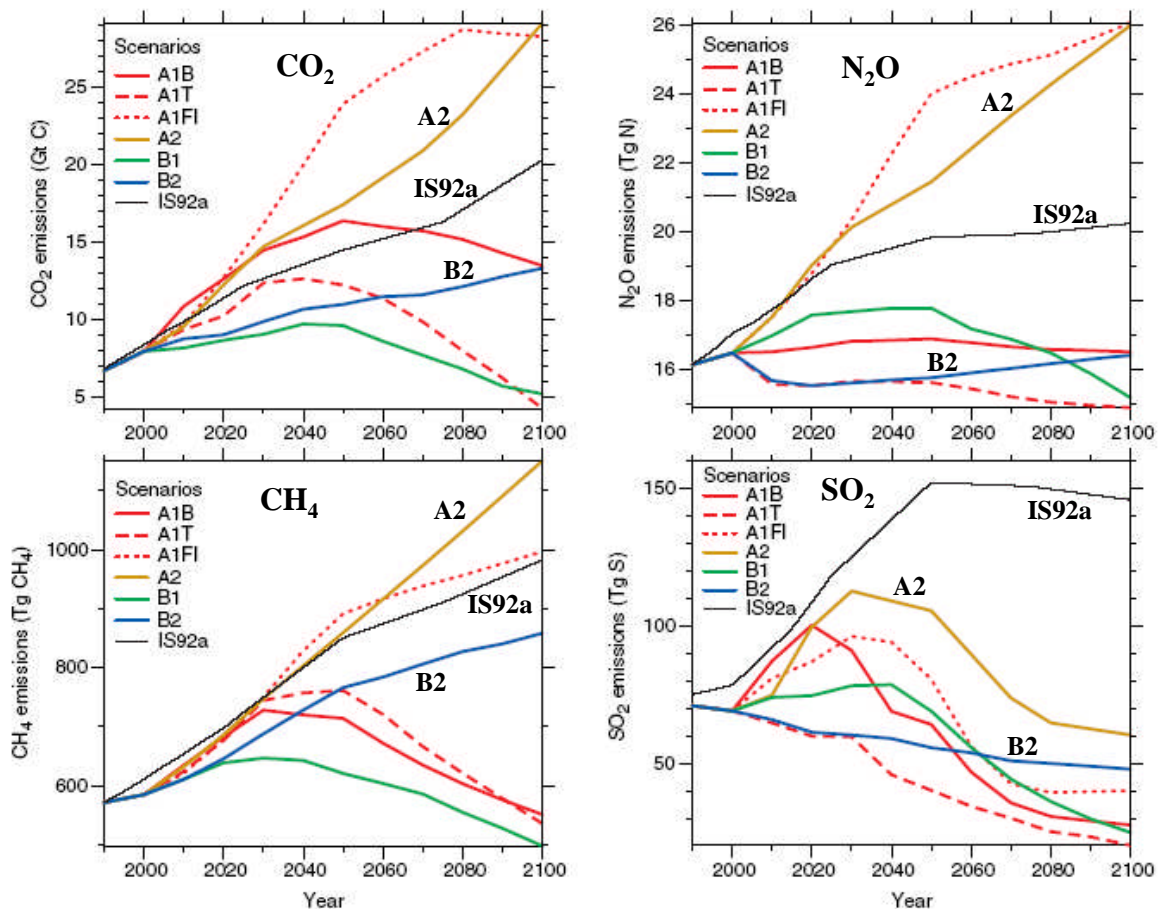 Scenarios
A1B
A1T
A1FI
A2
B1
B2
IS92a
CO₂
A2
IS92a
B2
CO₂ emissions (Gt C)
25
20
15
10
5
2000 2020 2040 2060 2080 2100
Scenarios
A1B
A1T
A1FI
A2
B1
B2
IS92a
N₂O
A2
IS92a
B2
N₂O emissions (Tg N)
26
24
22
20
18
16
2000 2020 2040 2060 2080 2100
Scenarios
A1B
A1T
A1FI
A2
B1
B2
IS92a
CH₄
A2
IS92a
B2
CH₄ emissions (Tg CH₄)
1000
800
600
2000 2020 2040 2060 2080 2100
Year
Scenarios
A1B
A1T
A1FI
A2
B1
B2
IS92a
SO₂
IS92a
A2
B2
SO₂ emissions (Tg S)
150
100
50
2000 2020 2040 2060 2080 2100
Year